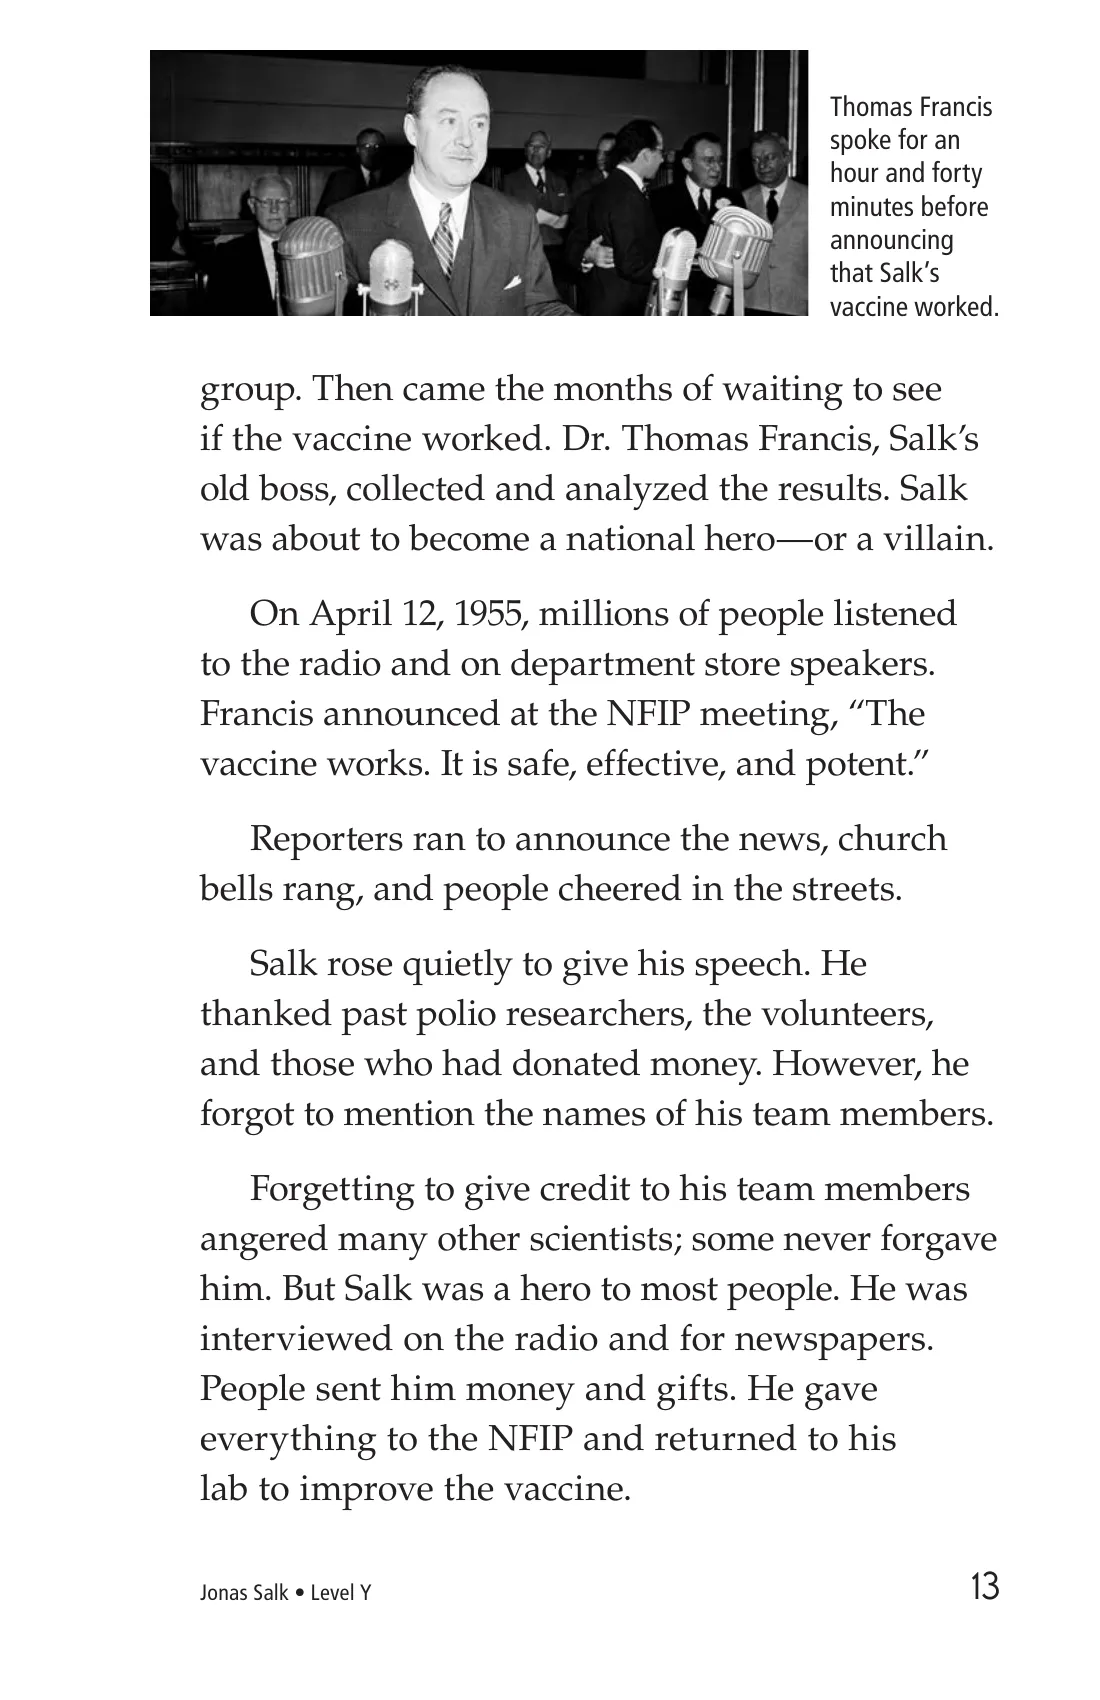 Thomas Francis
spoke for an
hour and forty
minutes before
announcing
that Salk’s
vaccine worked.
group. Then came the months of waiting to see
if the vaccine worked. Dr. Thomas Francis, Salk’s
old boss, collected and analyzed the results. Salk
was about to become a national hero—or a villain.
On April 12, 1955, millions of people listened
to the radio and on department store speakers.
Francis announced at the NFIP meeting, “The
vaccine works. It is safe, effective, and potent.”
Reporters ran to announce the news, church
bells rang, and people cheered in the streets.
Salk rose quietly to give his speech. He
thanked past polio researchers, the volunteers,
and those who had donated money. However, he
forgot to mention the names of his team members.
Forgetting to give credit to his team members
angered many other scientists; some never forgave
him. But Salk was a hero to most people. He was
interviewed on the radio and for newspapers.
People sent him money and gifts. He gave
everything to the NFIP and returned to his
lab to improve the vaccine.
Jonas Salk • Level Y
13